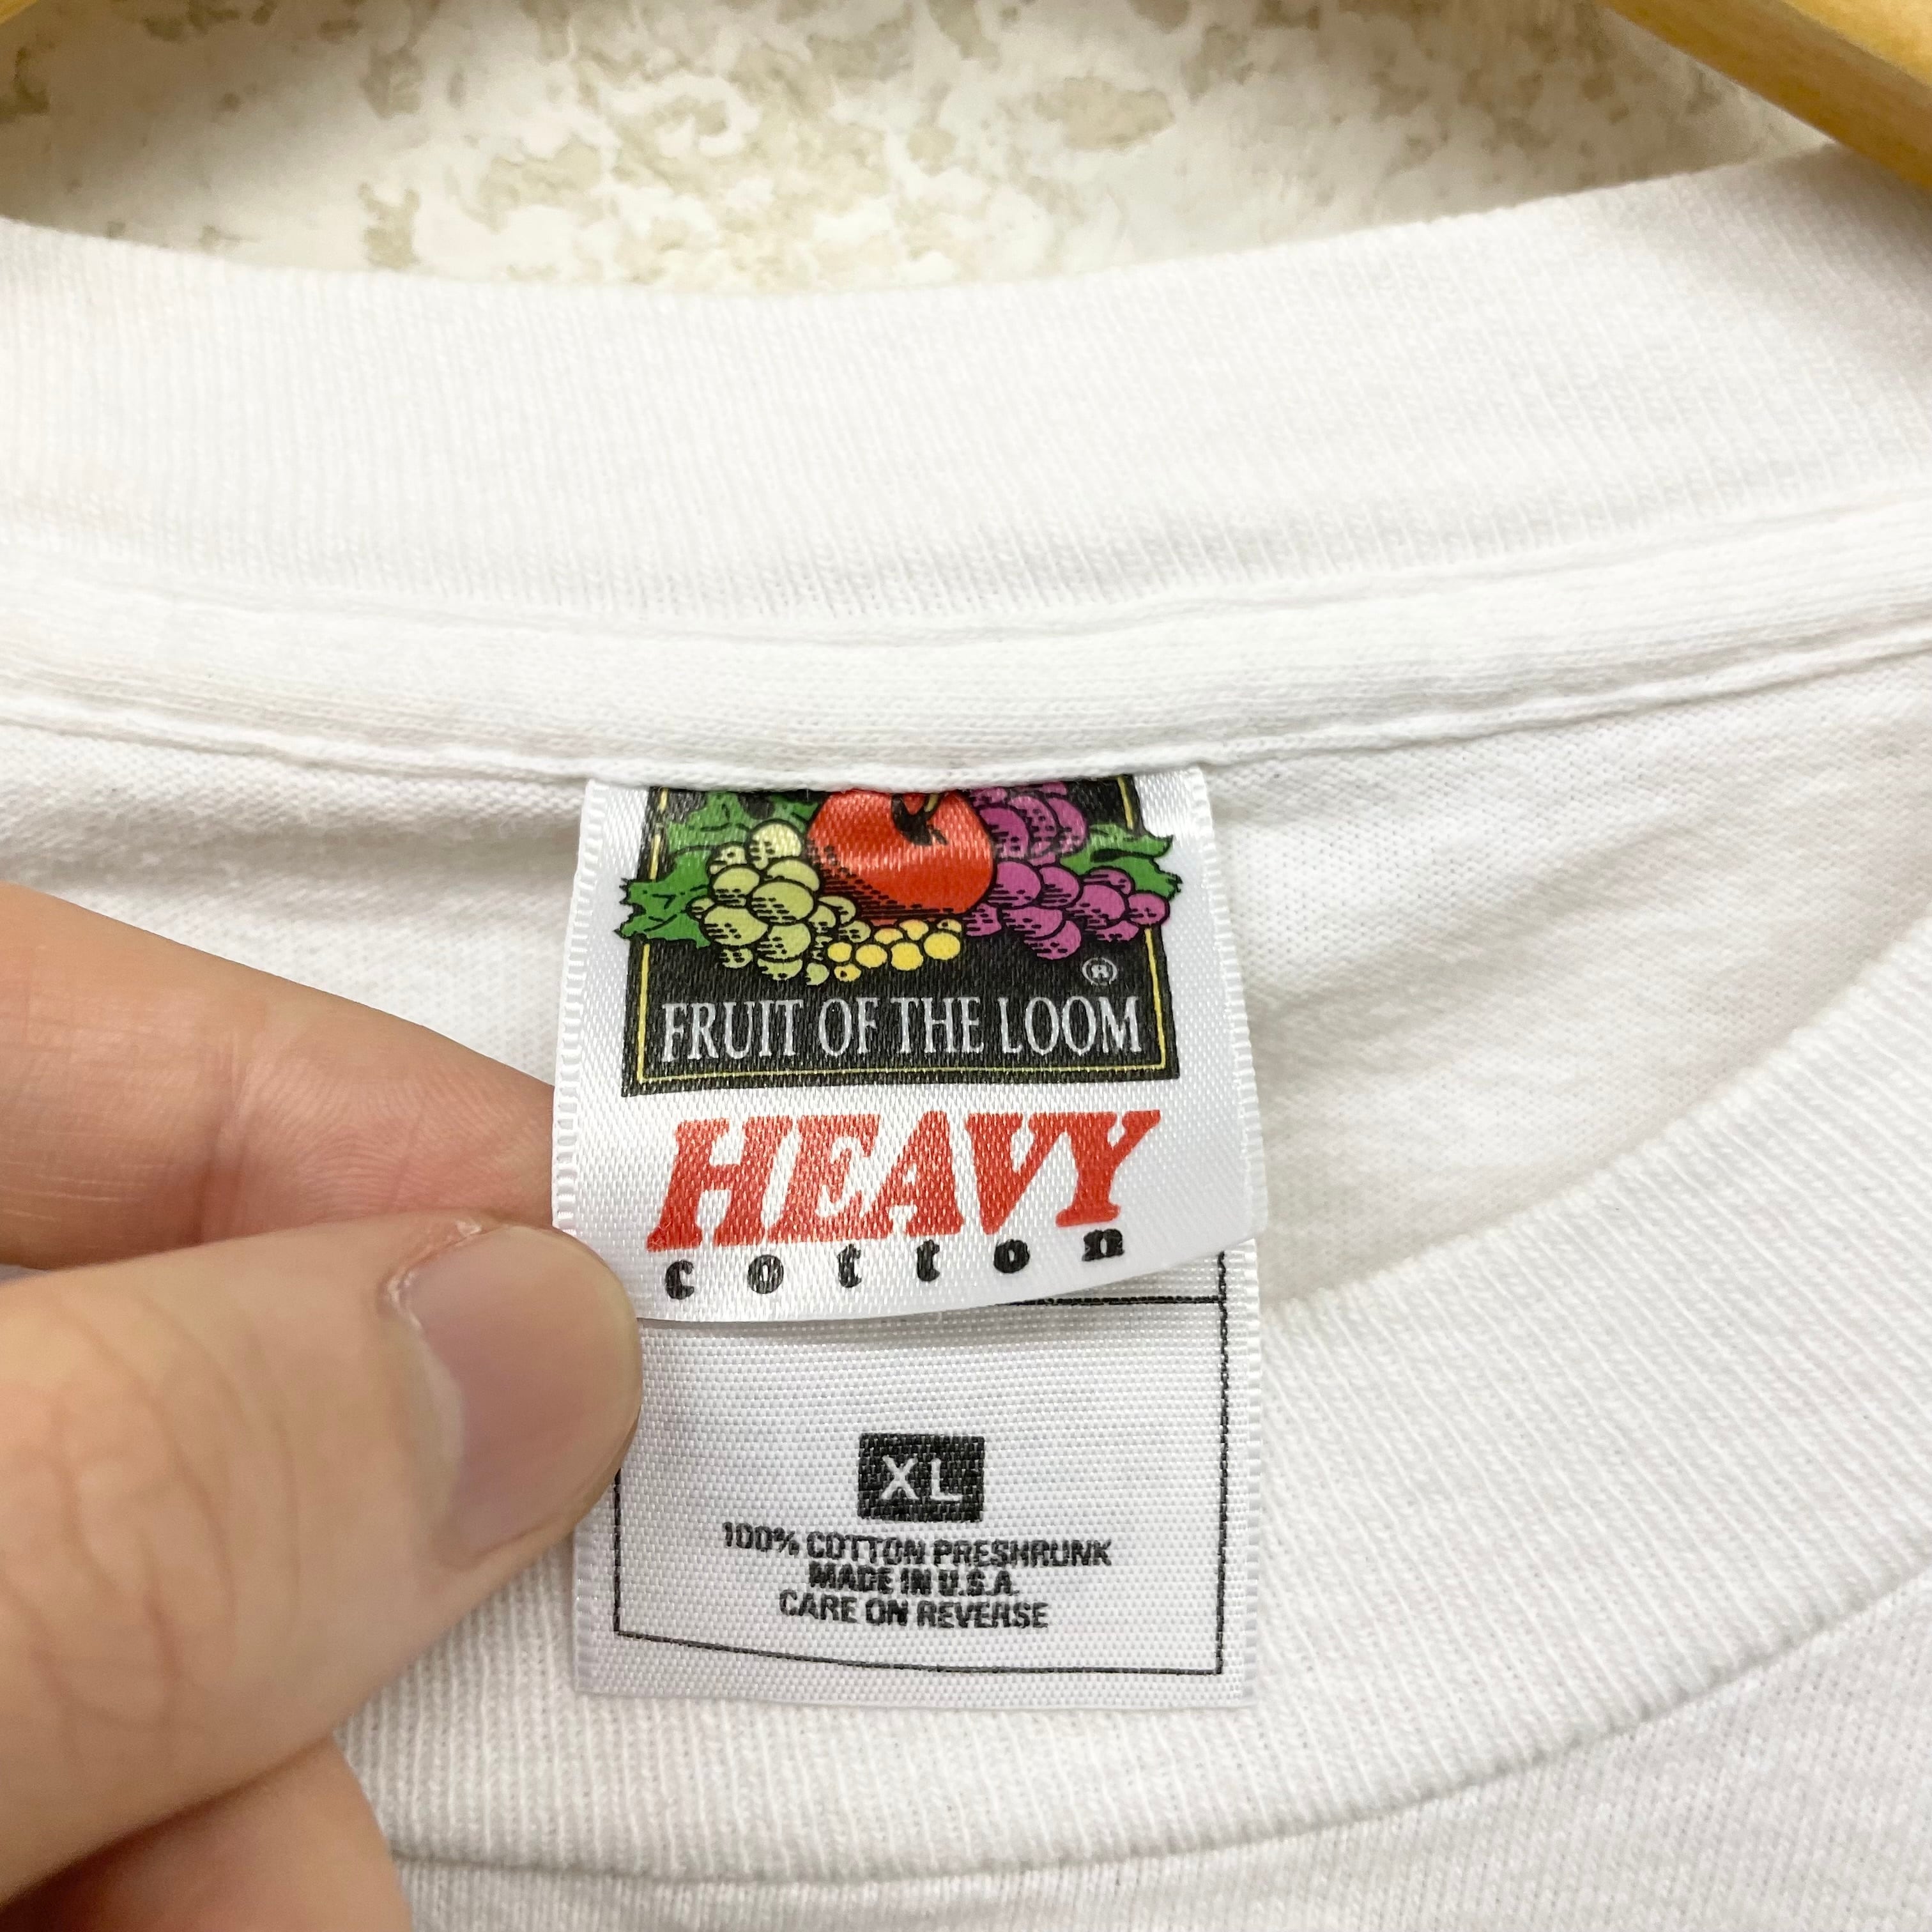 ®
FRUIT OF THE LOOM
HEAVY
cotton
XL
100% COTTON PRESHRUNK
MADE IN U.S.A.
CARE ON REVERSE